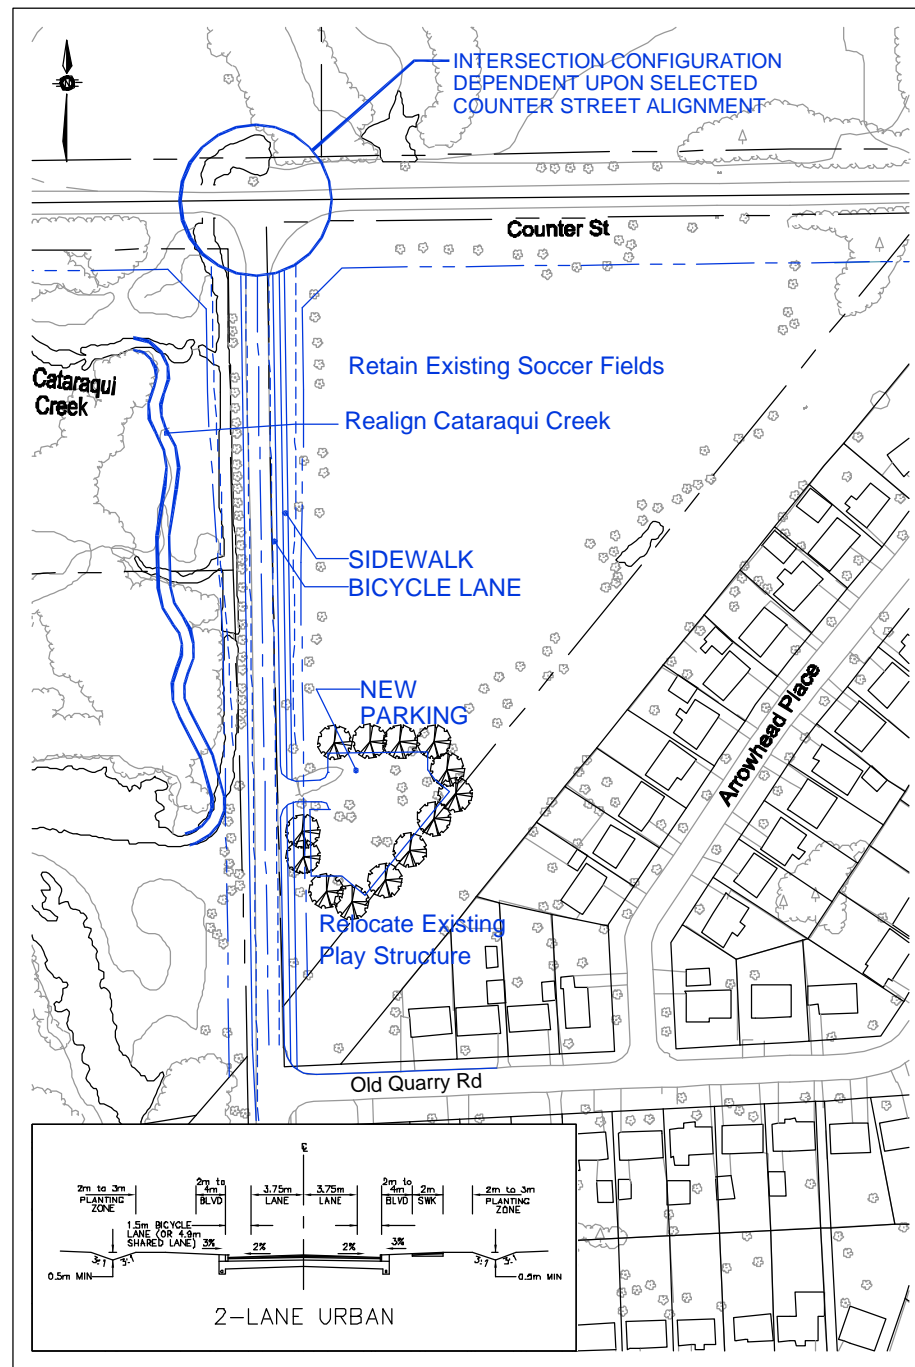 INTERSECTION CONFIGURATION
DEPENDENT UPON SELECTED
COUNTER STREET ALIGNMENT
N
Counter St
Retain Existing Soccer Fields
Cataraqui
Creek
Realign Cataraqui Creek
SIDEWALK
BICYCLE LANE
NEW
PARKING
Arrowhead Place
Relocate Existing
Play Structure
Old Quarry Rd
2m to 3m
PLANTING
ZONE
2m to
4m
BLVD
3.75m
LANE
3.75m
LANE
2m to
4m
BLVD
2m
SWK
2m to 3m
PLANTING
ZONE
1.5m BICYCLE
LANE (OR 4.9m
SHARED LANE)
3%
2%
2%
3%
3:1
3:1
3:1
3:1
0.5m MIN
0.5m MIN
2-LANE URBAN